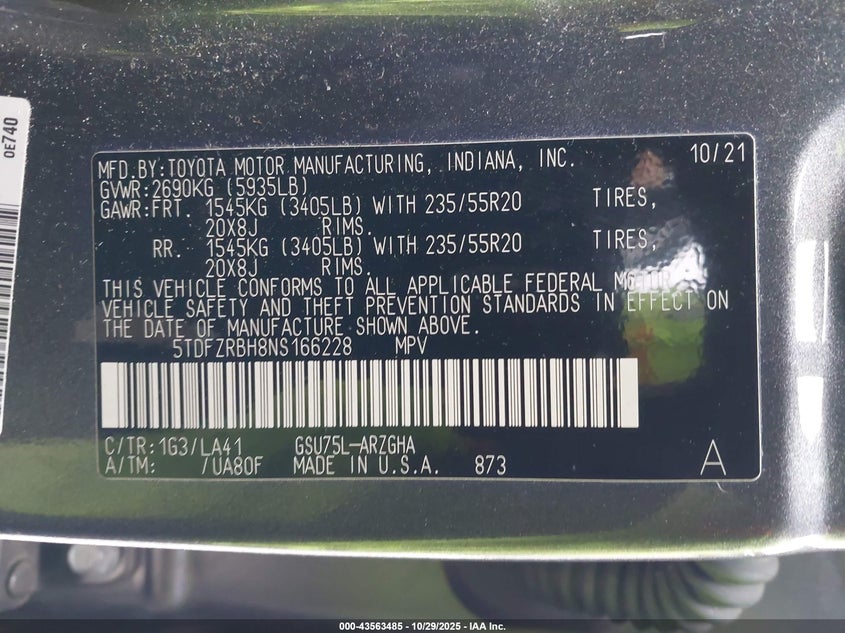 0E740
MFD.BY:TOYOTA MOTOR MANUFACTURING, INDIANA, INC. 10/21
GVWR:2690KG (5935LB)
GAWR:FRT. 1545KG (3405LB) WITH 235/55R20 TIRES,
20X8J RIMS.
RR. 1545KG (3405LB) WITH 235/55R20 TIRES,
20X8J RIMS.
THIS VEHICLE CONFORMS TO ALL APPLICABLE FEDERAL MOTOR
VEHICLE SAFETY AND THEFT PREVENTION STANDARDS IN EFFECT ON
THE DATE OF MANUFACTURE SHOWN ABOVE.
5TDFZRBH8NS166228 MPV
C/TR:1G3/LA41 GSU75L-ARZGHA
A/TM: /UA80F MADE IN U.S.A. 873 A
000-43563485 - 10/29/2025 - IAA Inc.